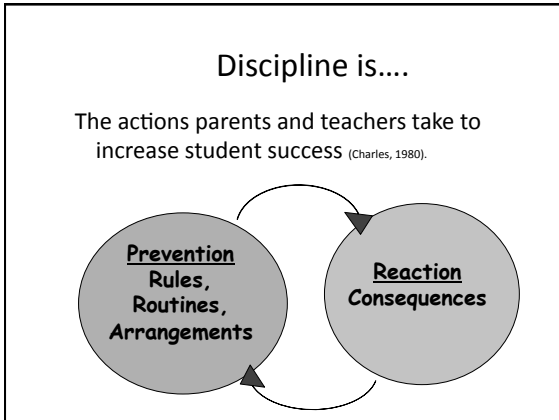 Discipline is....
The actions parents and teachers take to
increase student success (Charles, 1980).
Prevention
Rules,
Routines,
Arrangements
Reaction
Consequences